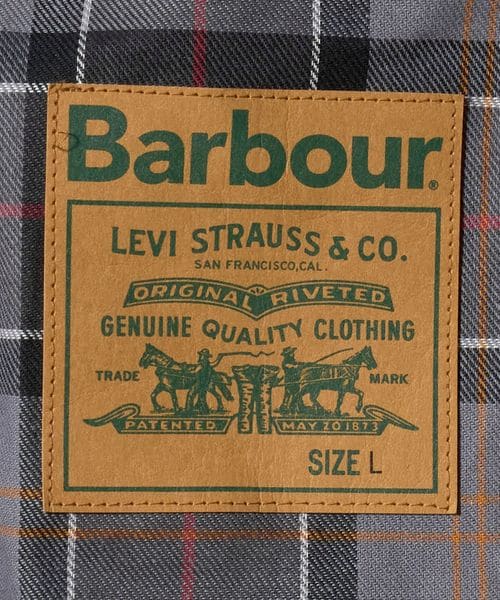 Barbour®
LEVI STRAUSS & CO.
SAN FRANCISCO, CAL.
ORIGINAL RIVETED
GENUINE QUALITY CLOTHING
TRADE MARK
PATENTED MAY 20 1873
SIZE L